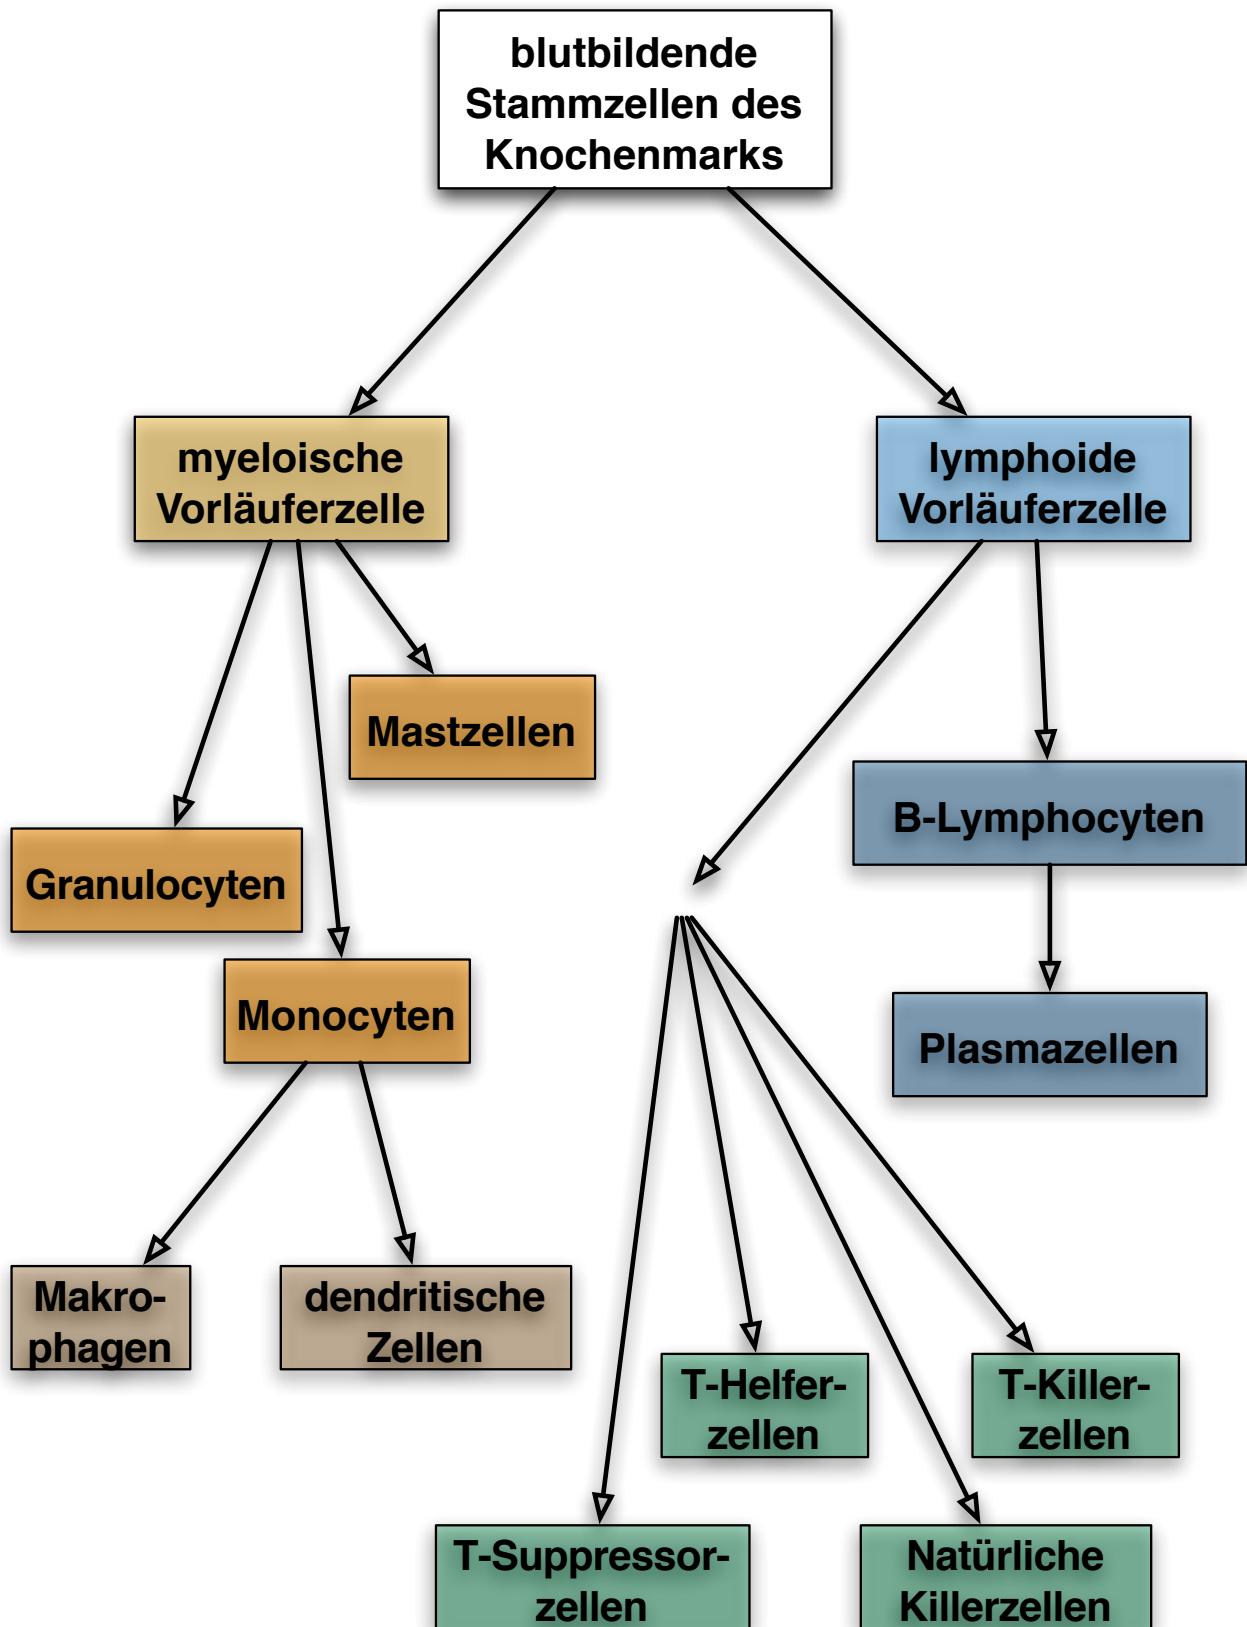 blutbildende
Stammzellen des
Knochenmarks
myeloische
Vorläuferzelle
lymphoide
Vorläuferzelle
Mastzellen
B-Lymphocyten
Granulocyten
Monocyten
Plasmazellen
Makro-
phagen
dendritische
Zellen
T-Helfer-
zellen
T-Killer-
zellen
T-Suppressor-
zellen
Natürliche
Killerzellen